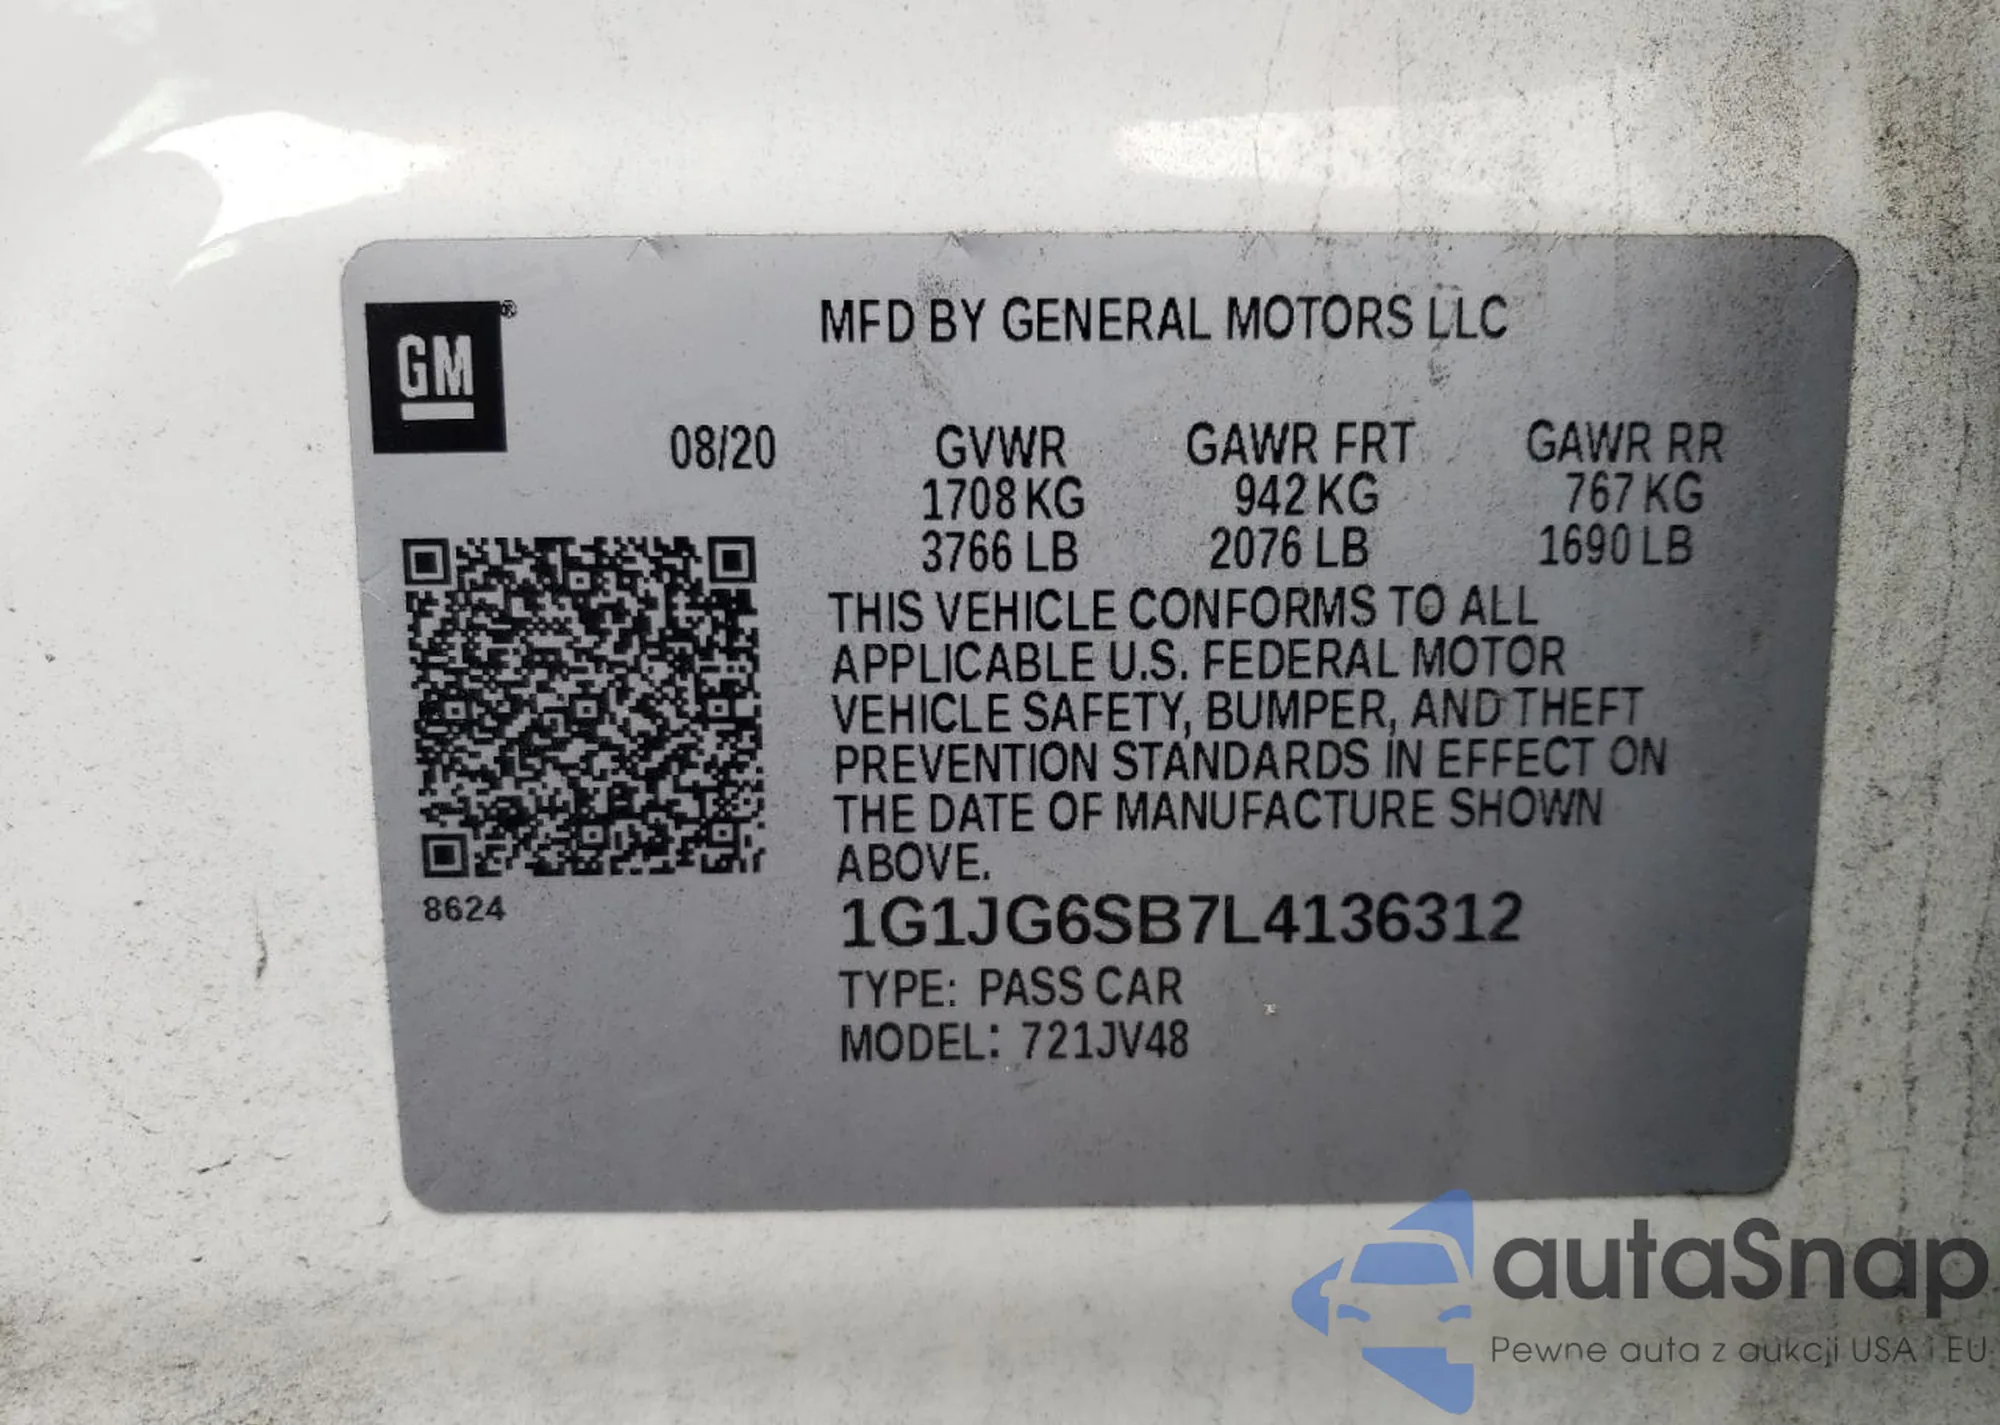 MFD BY GENERAL MOTORS LLC
GM®
08/20 GVWR GAWR FRT GAWR RR
1708 KG 942 KG 767 KG
3766 LB 2076 LB 1690 LB
THIS VEHICLE CONFORMS TO ALL
APPLICABLE U.S. FEDERAL MOTOR
VEHICLE SAFETY, BUMPER, AND THEFT
PREVENTION STANDARDS IN EFFECT ON
THE DATE OF MANUFACTURE SHOWN
ABOVE.
8624
1G1JG6SB7L4136312
TYPE: PASS CAR
MODEL: 721JV48
autaSnap
Pewne auta z aukcji USA i EU